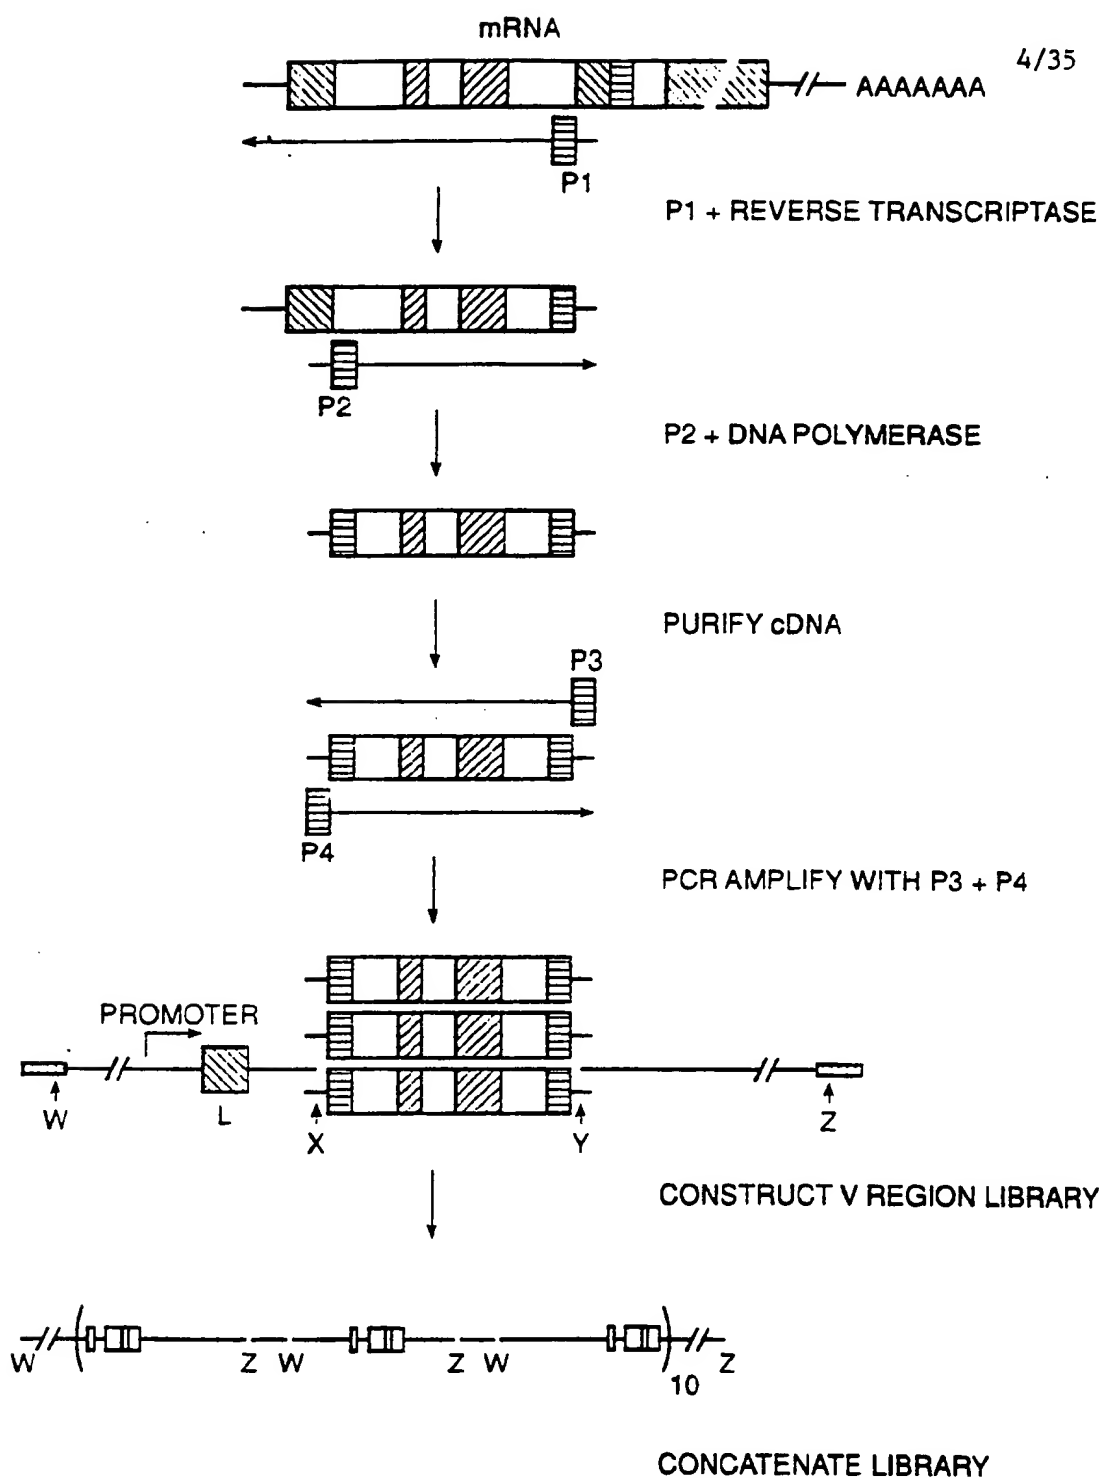 mRNA
4/35
AAAAAAA
P1
P1 + REVERSE TRANSCRIPTASE
P2
P2 + DNA POLYMERASE
PURIFY cDNA
P3
P4
PCR AMPLIFY WITH P3 + P4
PROMOTER
W
L
X
Y
Z
CONSTRUCT V REGION LIBRARY
W
Z W
Z W
Z
10
CONCATENATE LIBRARY